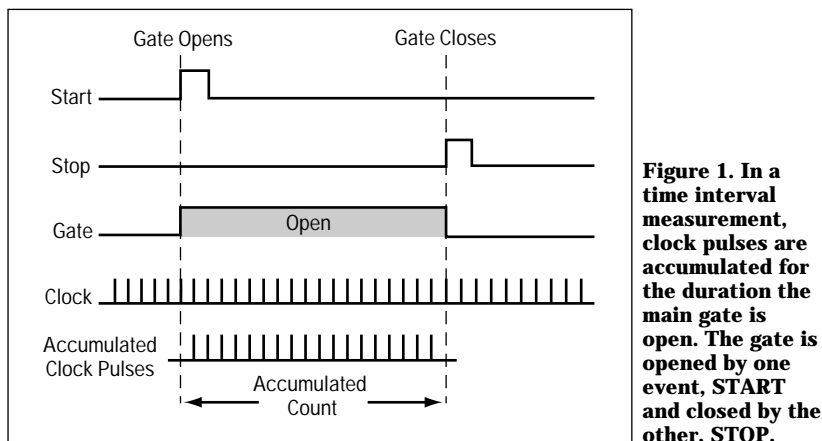 Gate Opens
Gate Closes
Start
Stop
Gate
Open
Clock
Accumulated
Clock Pulses
Accumulated
Count
Figure 1. In a
time interval
measurement,
clock pulses are
accumulated for
the duration the
main gate is
open. The gate is
opened by one
event, START
and closed by the
other, STOP.